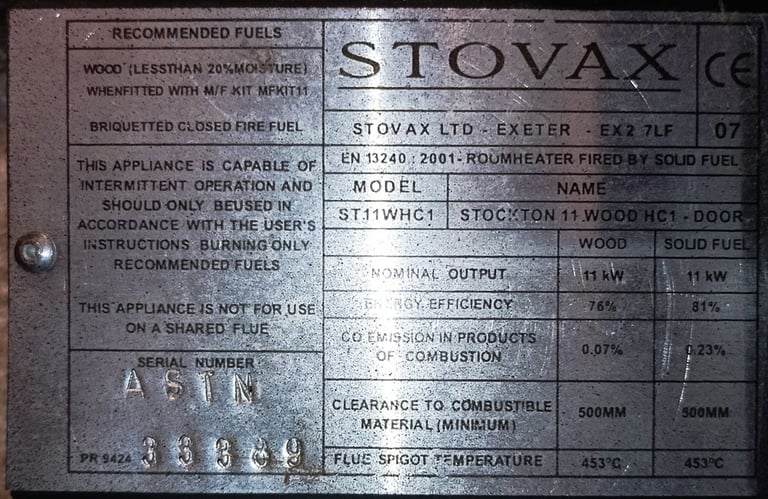 RECOMMENDED FUELS
WOOD (LESSTHAN 20%MOISTURE)
WHENFITTED WITH M/F KIT MFKIT11
BRIQUETTED CLOSED FIRE FUEL
THIS APPLIANCE IS CAPABLE OF
INTERMITTENT OPERATION AND
SHOULD ONLY BEUSED IN
ACCORDANCE WITH THE USER'S
INSTRUCTIONS BURNING ONLY
RECOMMENDED FUELS
THIS APPLIANCE IS NOT FOR USE
ON A SHARED FLUE
SERIAL NUMBER
ASTN
PR 9424 33389
STOVAX CE
STOVAX LTD - EXETER - EX2 7LF 07
EN 13240 : 2001- ROOMHEATER FIRED BY SOLID FUEL
MODEL NAME
ST11WHC1 STOCKTON 11 WOOD HC1 - DOOR
WOOD SOLID FUEL
NOMINAL OUTPUT 11 kW 11 kW
ENERGY EFFICIENCY 76% 81%
CO EMISSION IN PRODUCTS
OF COMBUSTION 0.07% 0.23%
CLEARANCE TO COMBUSTIBLE
MATERIAL (MINIMUM) 500MM 500MM
FLUE SPIGOT TEMPERATURE 453°C 453°C